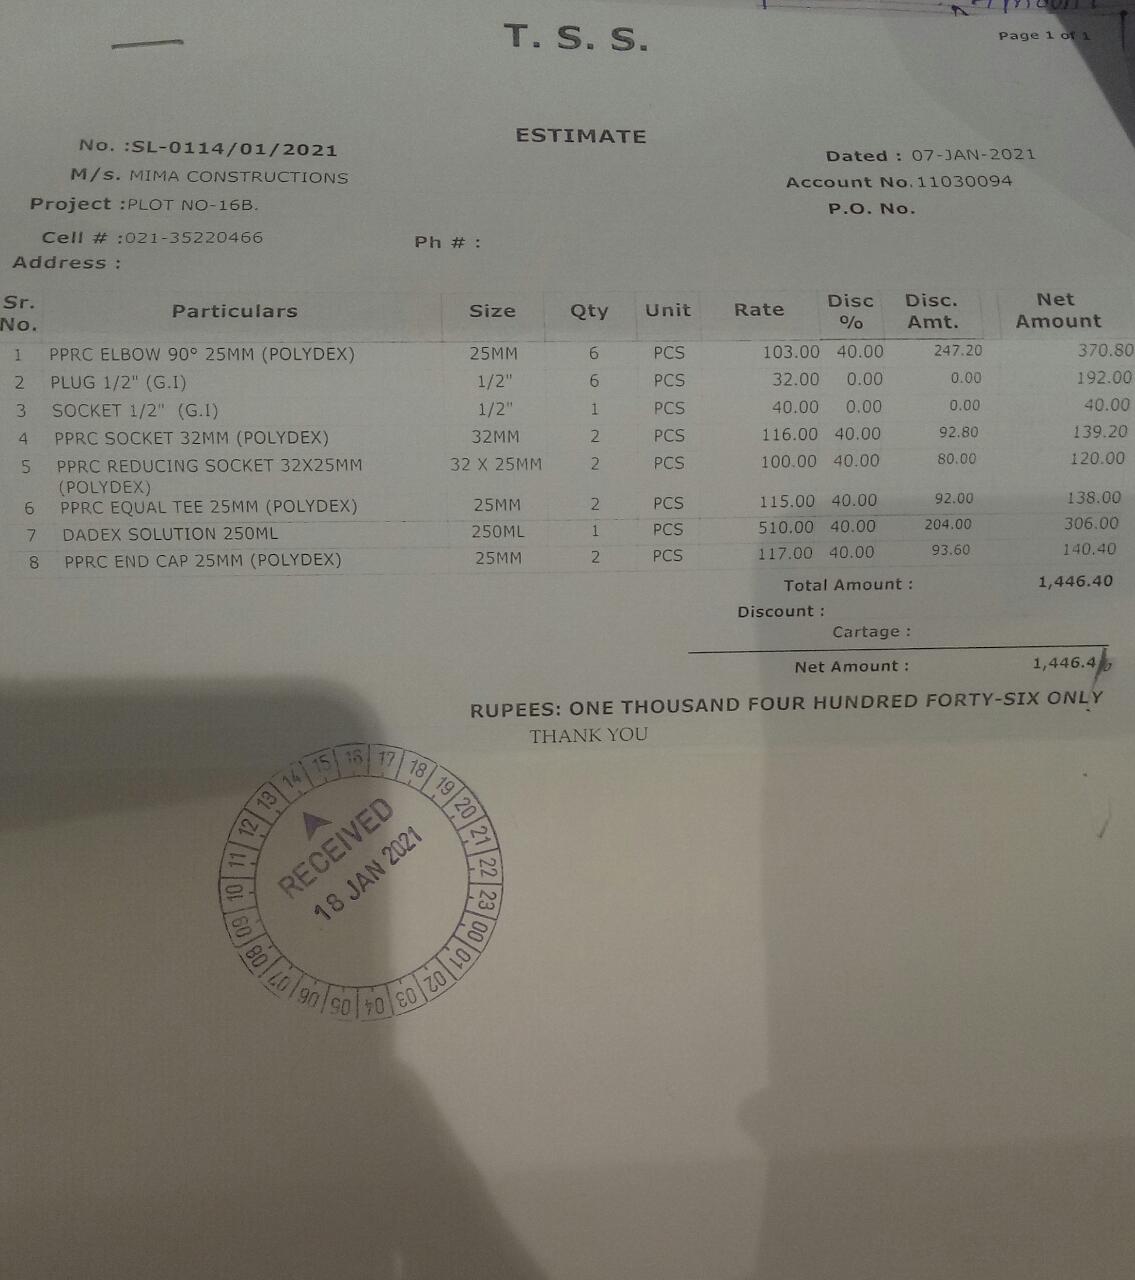 T. S. S.
Page 1 of 1
ESTIMATE
No. :SL-0114/01/2021
Dated : 07-JAN-2021
M/s. MIMA CONSTRUCTIONS
Account No.11030094
Project :PLOT NO-16B.
P.O. No.
Cell # :021-35220466
Ph # :
Address :
Sr. No. Particulars Size Qty Unit Rate Disc % Disc. Amt. Net Amount
1 PPRC ELBOW 90° 25MM (POLYDEX) 25MM 6 PCS 103.00 40.00 247.20 370.80
2 PLUG 1/2" (G.I) 1/2" 6 PCS 32.00 0.00 0.00 192.00
3 SOCKET 1/2" (G.I) 1/2" 1 PCS 40.00 0.00 0.00 40.00
4 PPRC SOCKET 32MM (POLYDEX) 32MM 2 PCS 116.00 40.00 92.80 139.20
5 PPRC REDUCING SOCKET 32X25MM 32 X 25MM 2 PCS 100.00 40.00 80.00 120.00
(POLYDEX)
6 PPRC EQUAL TEE 25MM (POLYDEX) 25MM 2 PCS 115.00 40.00 92.00 138.00
7 DADEX SOLUTION 250ML 250ML 1 PCS 510.00 40.00 204.00 306.00
8 PPRC END CAP 25MM (POLYDEX) 25MM 2 PCS 117.00 40.00 93.60 140.40
Total Amount : 1,446.40
Discount :
Cartage :
Net Amount : 1,446.40
RUPEES: ONE THOUSAND FOUR HUNDRED FORTY-SIX ONLY
THANK YOU
RECEIVED
18 JAN 2021
00 01 02 03 04 05 06 07 08 09 10 11 12 13 14 15 16 17 18 19 20 21 22 23